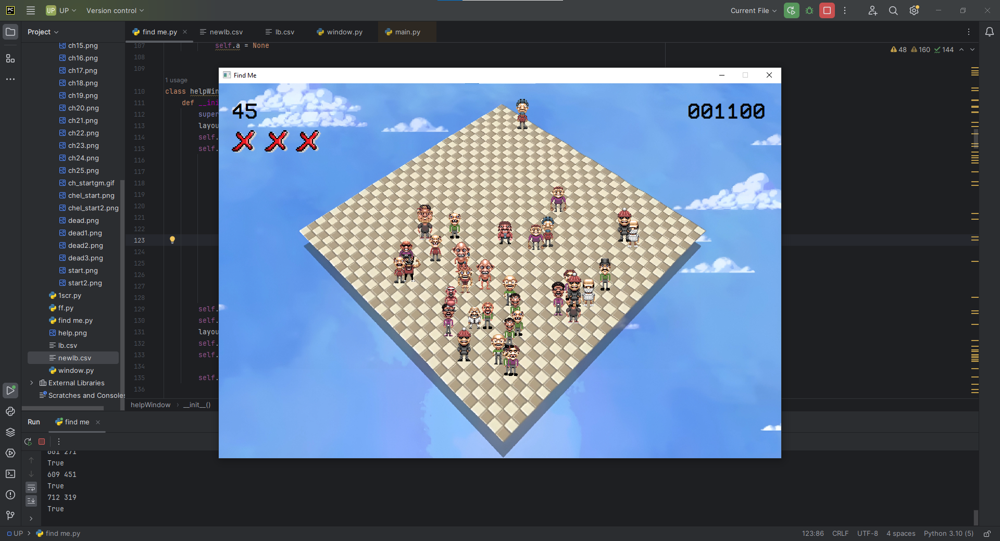 PC UP UP Version control Current File
Project
find me.py newlb.csv lb.csv window.py main.py
ch15.png
ch16.png
ch17.png
ch18.png
ch19.png
ch20.png
ch21.png
ch22.png
ch23.png
ch24.png
ch25.png
ch_startgm.gif
chel_start.png
chel_start2.png
dead.png
dead1.png
dead2.png
dead3.png
start.png
start2.png
1scr.py
ff.py
find me.py
help.png
lb.csv
newlb.csv
window.py
External Libraries
Scratches and Consoles
107 self.a = None
108
109
1 usage
110 class helpWin
111 def __ini
112 super
113 layou
114 self.
115 self.
116
117
118
119
120
121
122
123
124
125
126
127
128
129 self.
130 self.
131 layou
132 self.
133 self.
134
135 self.
136
48 160 144
Find Me
45
001100
helpWindow › __init__()
Run find me
661 271
True
609 451
True
712 319
True
UP › find me.py
123:86 CRLF UTF-8 4 spaces Python 3.10 (5)